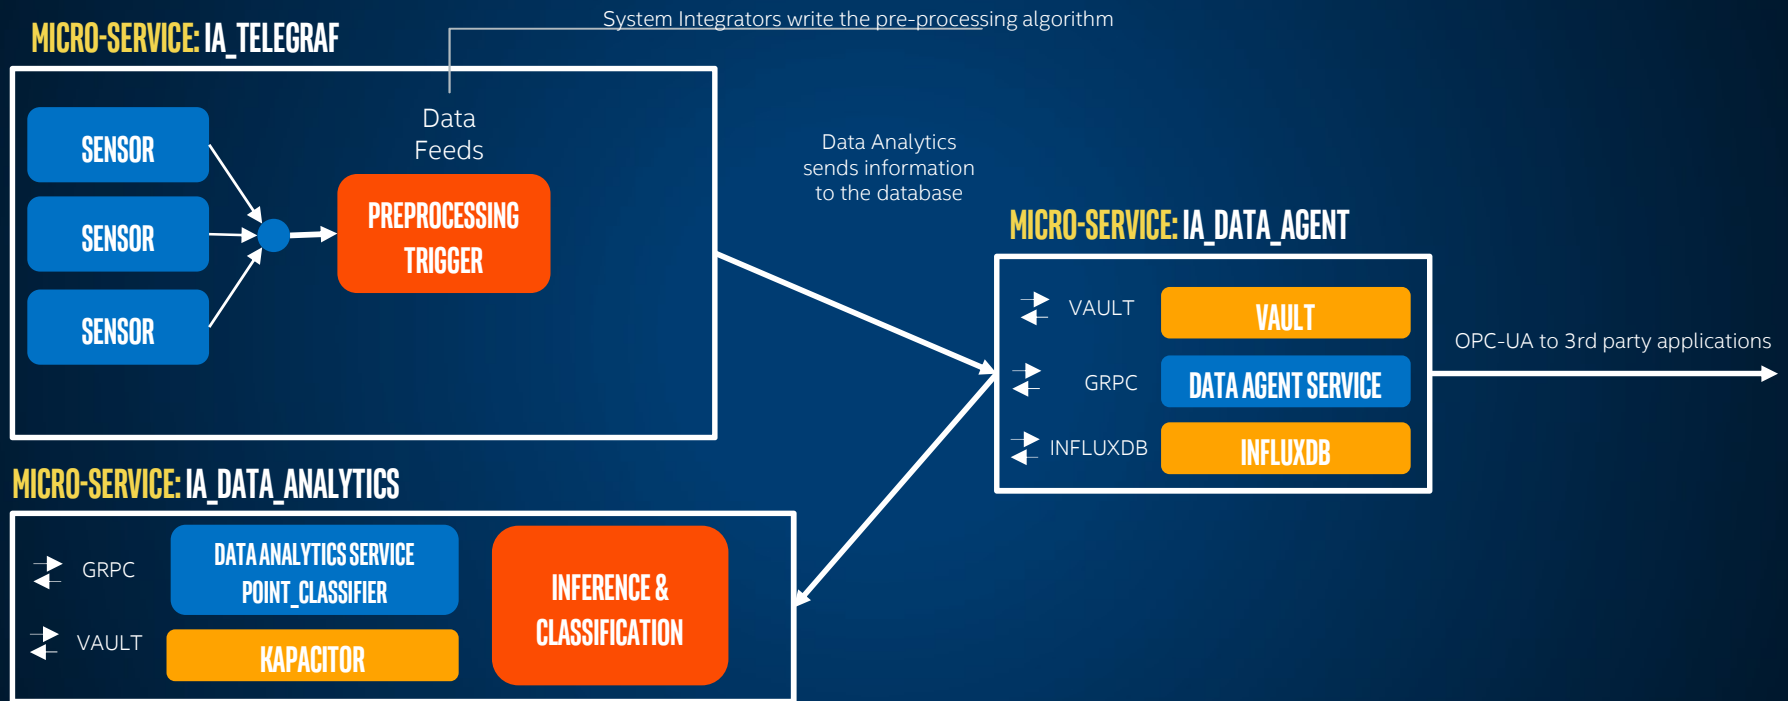 System Integrators write the pre-processing algorithm
MICRO-SERVICE: IA_TELEGRAF
SENSOR
SENSOR
SENSOR
Data
Feeds
PREPROCESSING
TRIGGER
Data Analytics
sends information
to the database
MICRO-SERVICE: IA_DATA_AGENT
VAULT
VAULT
GRPC
DATA AGENT SERVICE
INFLUXDB
INFLUXDB
OPC-UA to 3rd party applications
MICRO-SERVICE: IA_DATA_ANALYTICS
GRPC
DATA ANALYTICS SERVICE
POINT_CLASSIFIER
VAULT
KAPACITOR
INFERENCE &
CLASSIFICATION